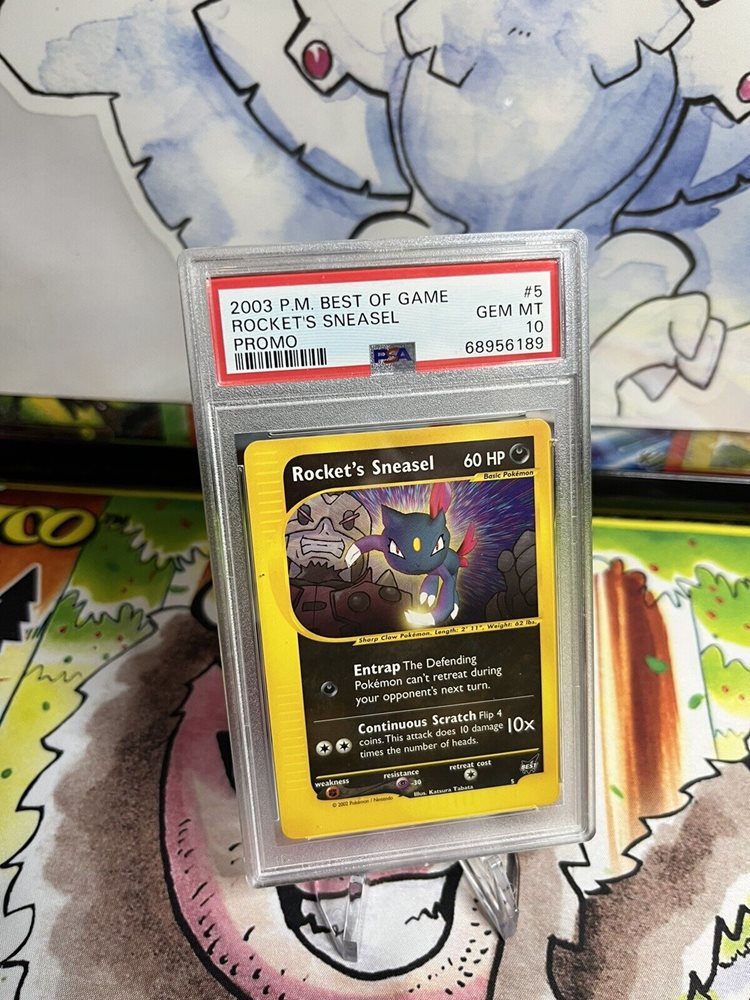 2003 P.M. BEST OF GAME #5
ROCKET'S SNEASEL GEM MT
PROMO 10
PSA 68956189
CO ™
Rocket's Sneasel 60 HP
Basic Pokémon
Sharp Claw Pokémon. Length: 2' 11", Weight: 62 lbs.
Entrap The Defending
Pokémon can't retreat during
your opponent's next turn.
Continuous Scratch Flip 4
coins. This attack does 10 damage 10x
times the number of heads.
weakness resistance retreat cost
-30
BEST
Illus. Katsura Tabata 5
© 2002 Pokémon / Nintendo